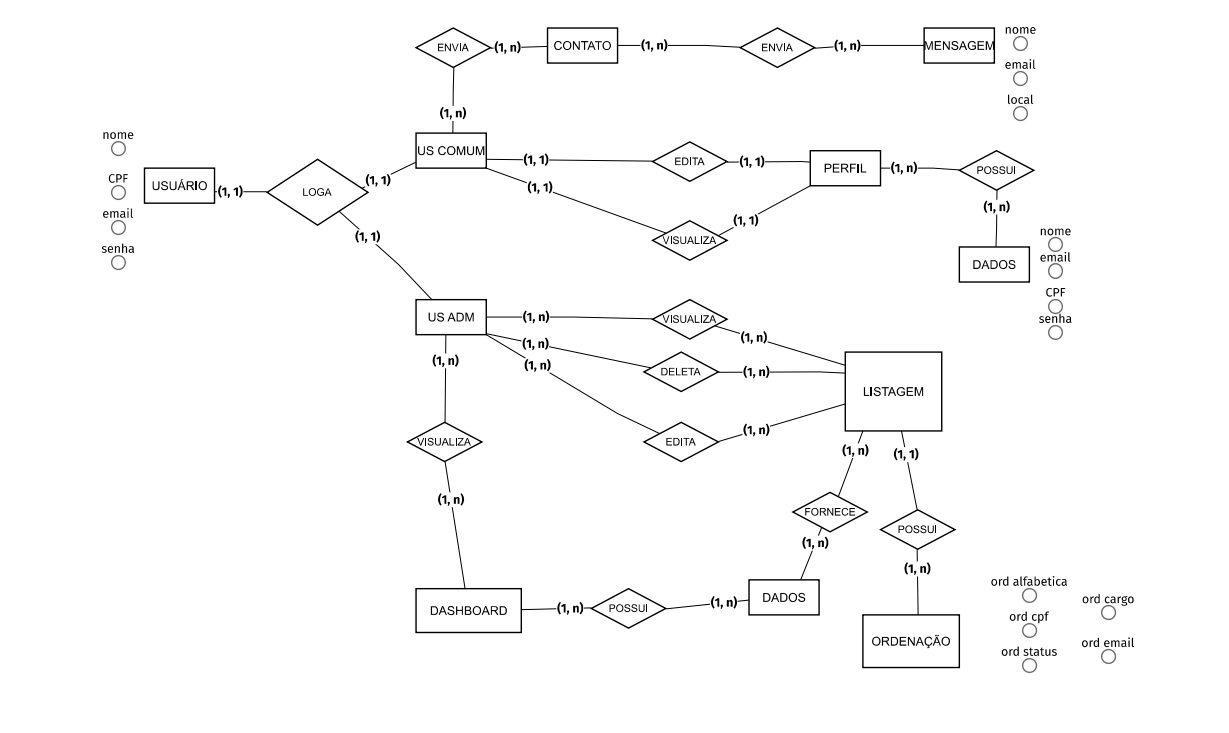 ENVIA
(1, n)
CONTATO
(1, n)
ENVIA
(1, n)
MENSAGEM
nome
email
local
(1, n)
nome
CPF
email
senha
USUÁRIO
(1, 1)
LOGA
(1, 1)
US COMUM
(1, 1)
EDITA
(1, 1)
PERFIL
(1, n)
POSSUI
(1, 1)
VISUALIZA
(1, 1)
(1, n)
DADOS
nome
email
CPF
senha
(1, 1)
US ADM
(1, n)
VISUALIZA
(1, n)
(1, n)
DELETA
(1, n)
(1, n)
EDITA
(1, n)
LISTAGEM
(1, n)
VISUALIZA
(1, n)
(1, n)
FORNECE
(1, n)
(1, 1)
POSSUI
(1, n)
DASHBOARD
(1, n)
POSSUI
(1, n)
DADOS
ORDENAÇÃO
ord alfabetica
ord cpf
ord status
ord cargo
ord email